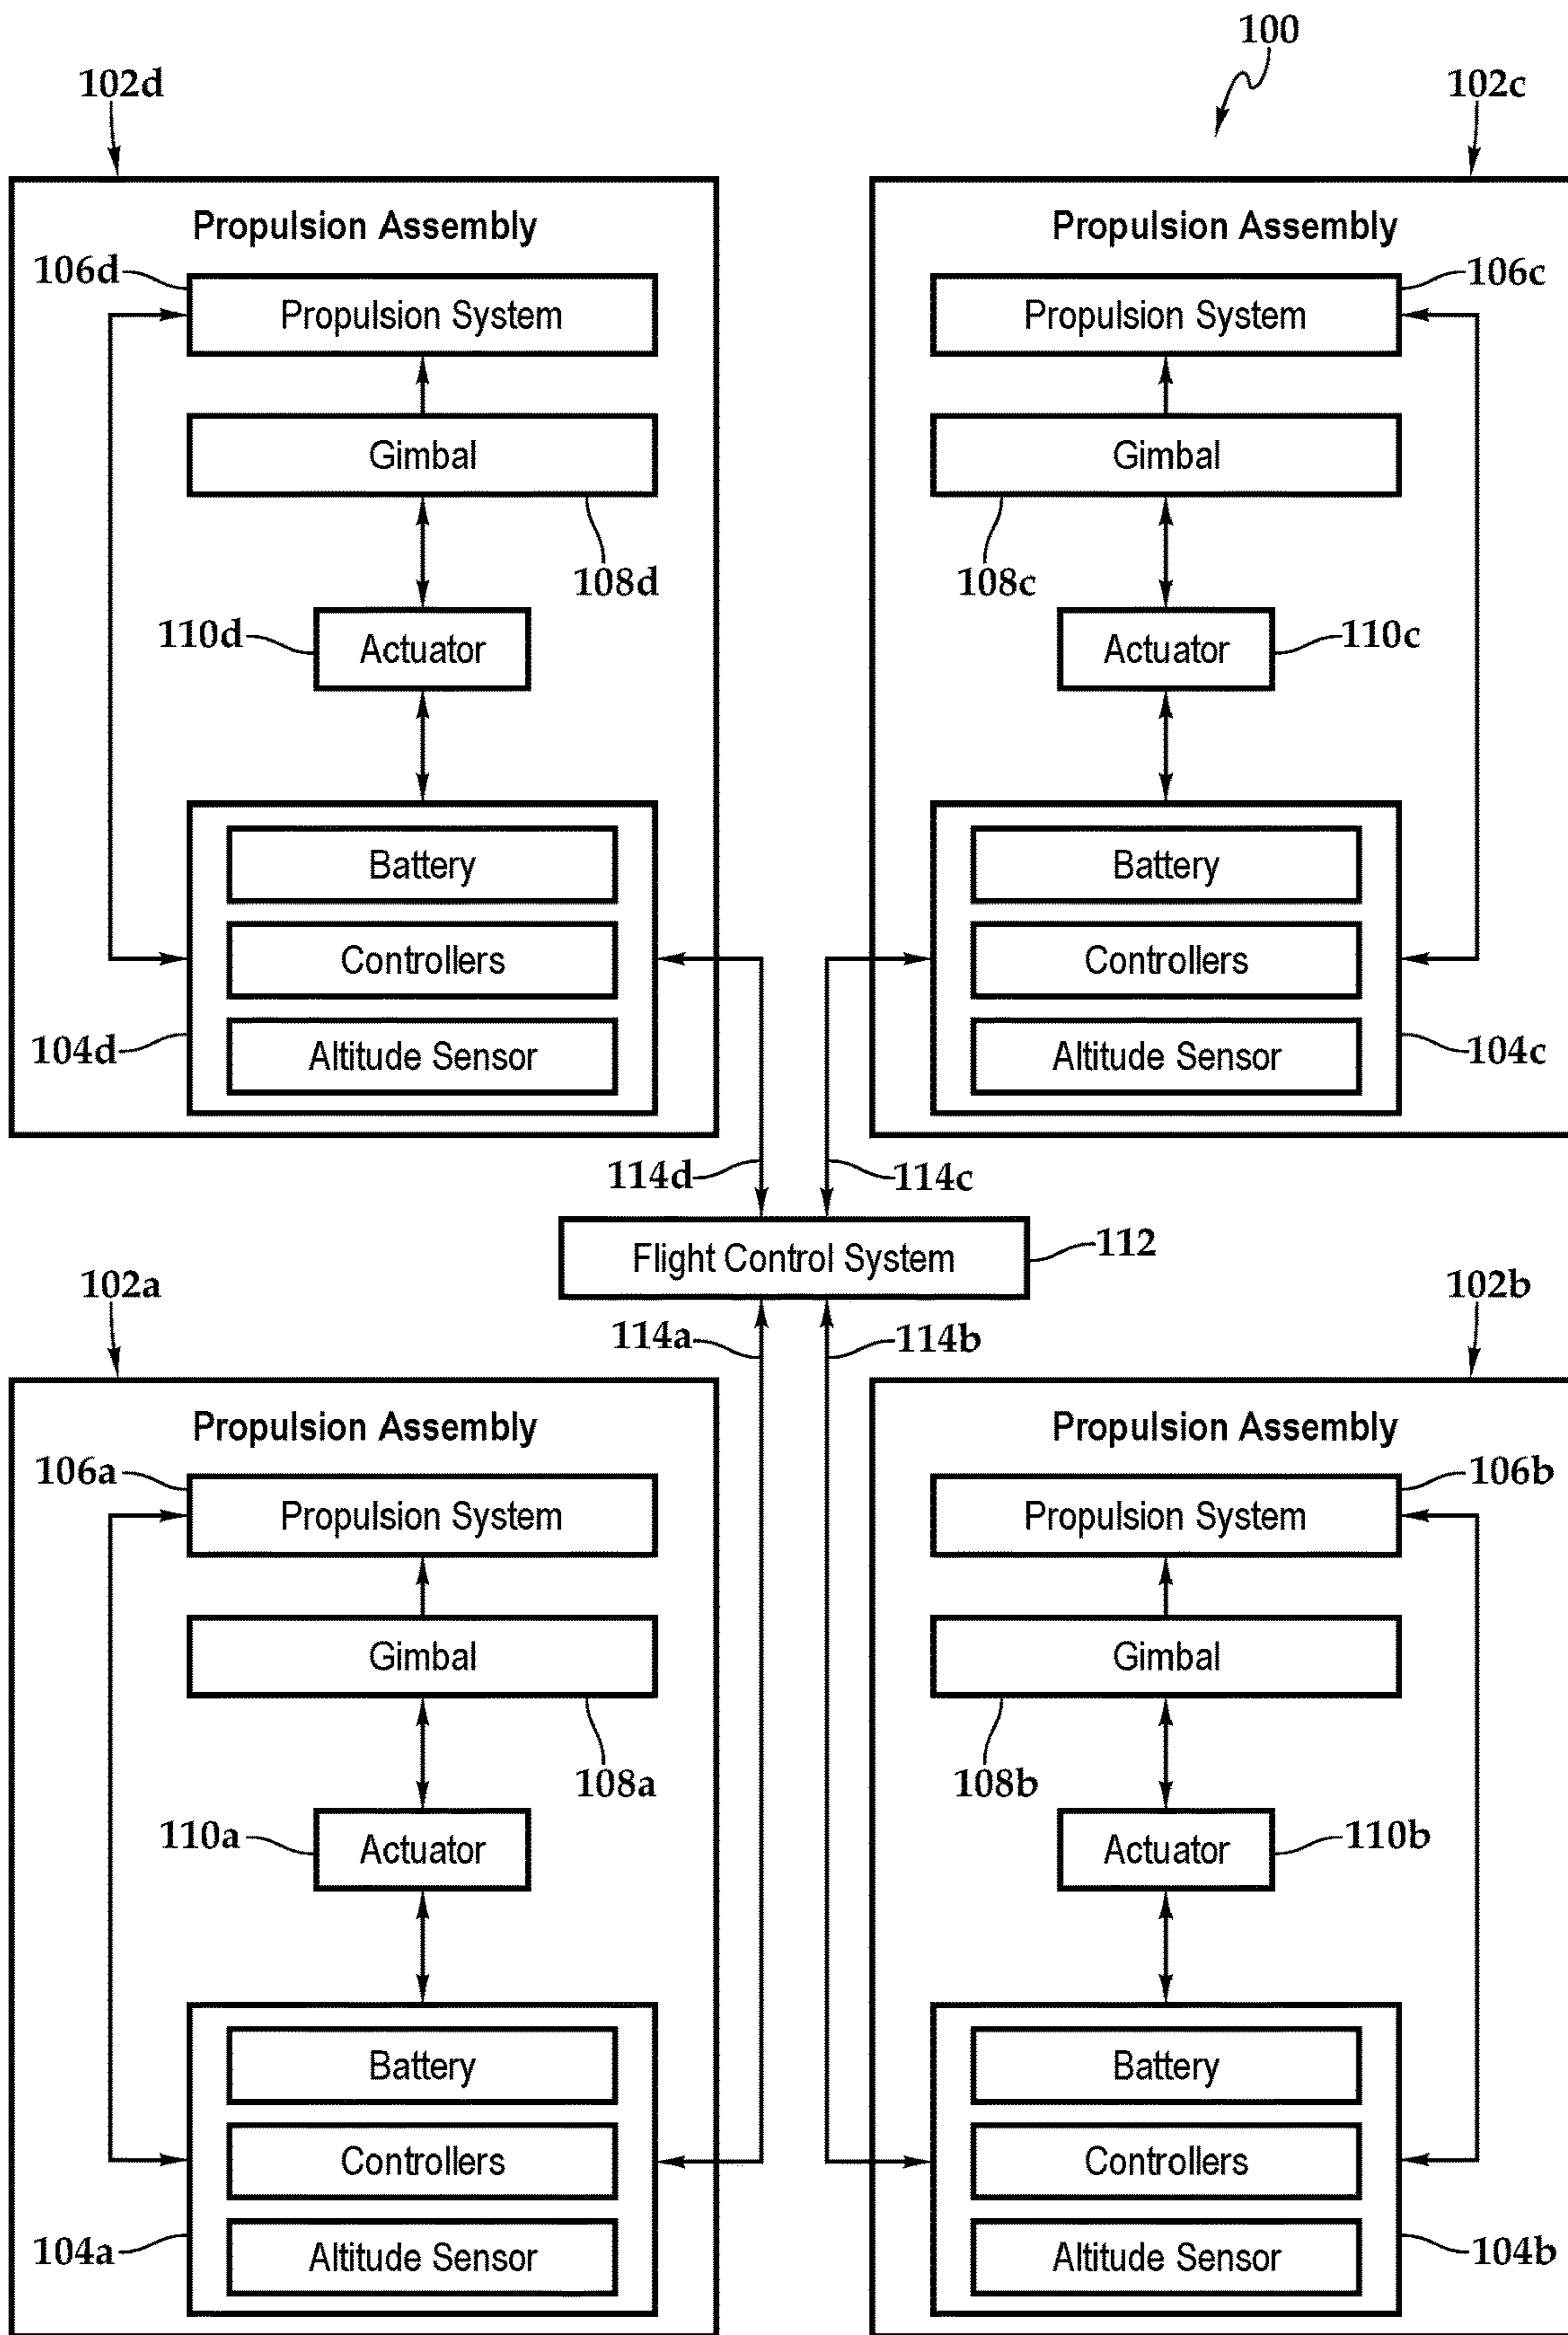 100
102d
102c
Propulsion Assembly
106d
Propulsion System
Gimbal
108d
110d
Actuator
Battery
Controllers
104d
Altitude Sensor
Propulsion Assembly
106c
Propulsion System
Gimbal
108c
110c
Actuator
Battery
Controllers
104c
Altitude Sensor
114d
114c
Flight Control System
112
114a
114b
102a
102b
Propulsion Assembly
106a
Propulsion System
Gimbal
108a
110a
Actuator
Battery
Controllers
104a
Altitude Sensor
Propulsion Assembly
106b
Propulsion System
Gimbal
108b
110b
Actuator
Battery
Controllers
104b
Altitude Sensor